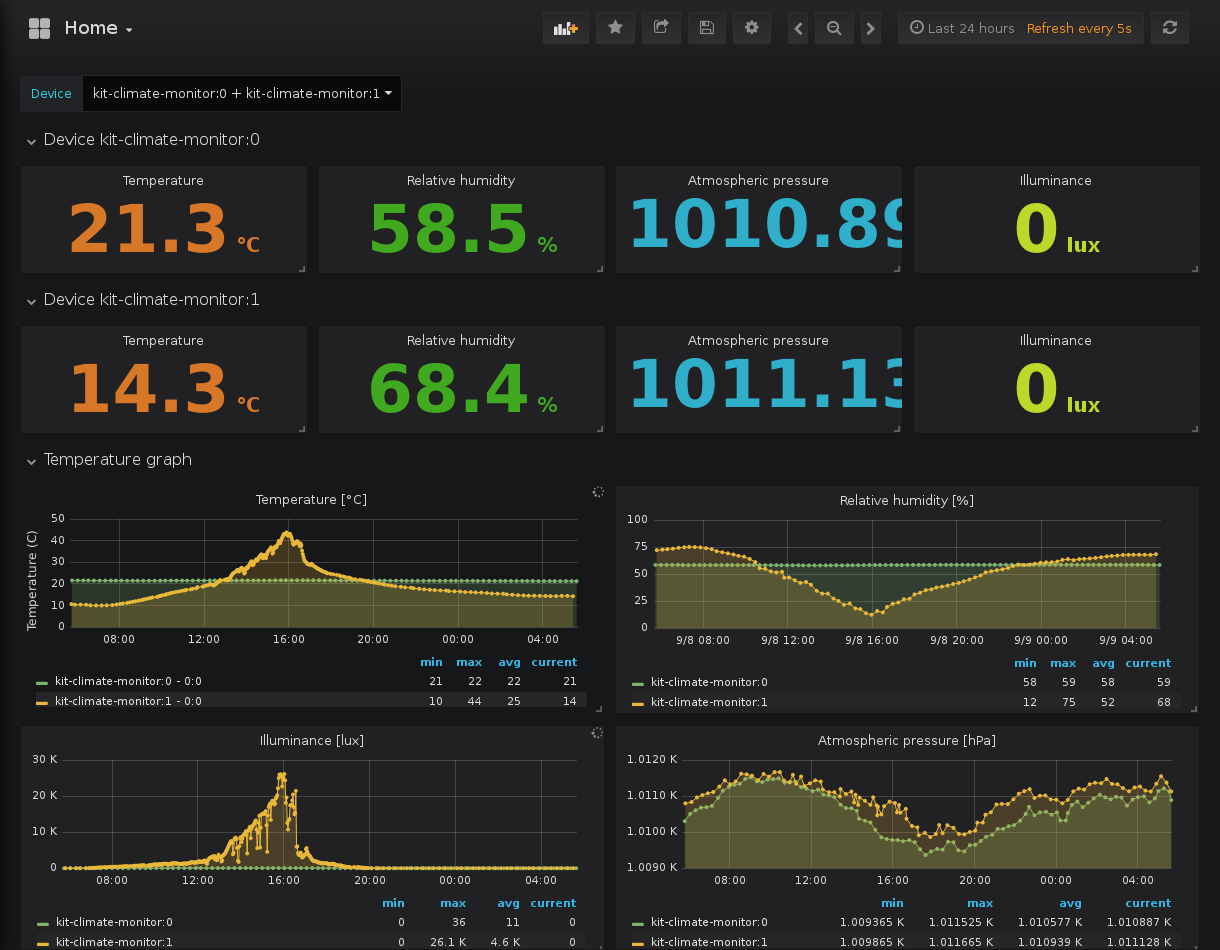 Home
Last 24 hours Refresh every 5s
Device kit-climate-monitor:0 + kit-climate-monitor:1
Device kit-climate-monitor:0
Temperature Relative humidity Atmospheric pressure Illuminance
21.3 °C 58.5 % 1010.89 0 lux
Device kit-climate-monitor:1
Temperature Relative humidity Atmospheric pressure Illuminance
14.3 °C 68.4 % 1011.13 0 lux
Temperature graph
Temperature [°C]
Temperature (C)
50
40
30
20
10
0
08:00 12:00 16:00 20:00 00:00 04:00
min max avg current
kit-climate-monitor:0 - 0:0 21 22 22 21
kit-climate-monitor:1 - 0:0 10 44 25 14
Relative humidity [%]
100
75
50
25
0
9/8 08:00 9/8 12:00 9/8 16:00 9/8 20:00 9/9 00:00 9/9 04:00
min max avg current
kit-climate-monitor:0 58 59 58 59
kit-climate-monitor:1 12 75 52 68
Illuminance [lux]
30 K
20 K
10 K
0
08:00 12:00 16:00 20:00 00:00 04:00
min max avg current
kit-climate-monitor:0 0 36 11 0
kit-climate-monitor:1 0 26.1 K 4.6 K 0
Atmospheric pressure [hPa]
1.0120 K
1.0110 K
1.0100 K
1.0090 K
08:00 12:00 16:00 20:00 00:00 04:00
min max avg current
kit-climate-monitor:0 1.009365 K 1.011525 K 1.010577 K 1.010887 K
kit-climate-monitor:1 1.009865 K 1.011665 K 1.010939 K 1.011128 K